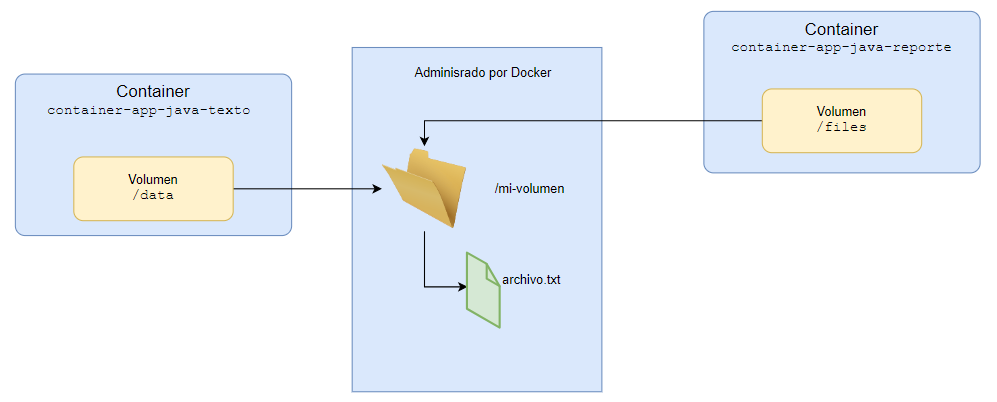 Container
container-app-java-texto
Volumen
/data
Adminisrado por Docker
/mi-volumen
archivo.txt
Container
container-app-java-reporte
Volumen
/files